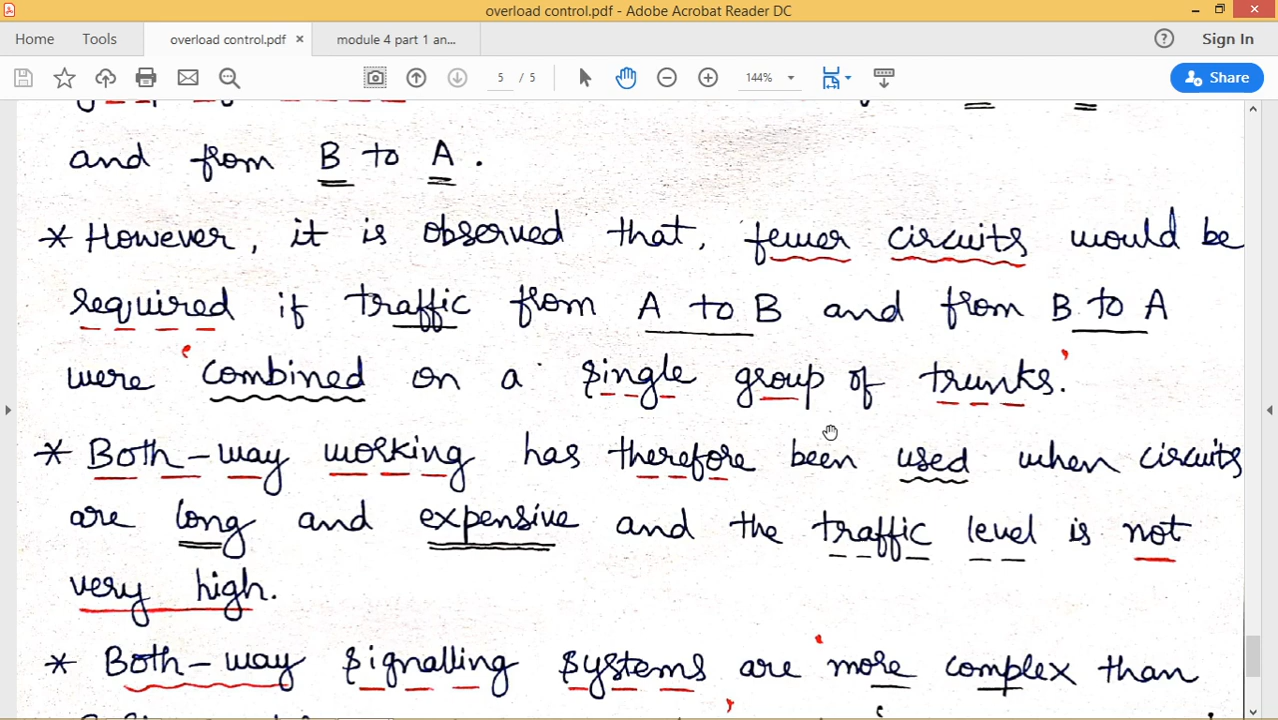 overload control.pdf - Adobe Acrobat Reader DC
Home Tools overload control.pdf × module 4 part 1 an... Sign In
5 / 5 144% Share
and from B to A.
* However, it is observed that, fewer circuits would be
required if traffic from A to B and from B to A
were 'combined on a single group of trunks.'
* Both-way working has therefore been used when circuits
are long and expensive and the traffic level is not
very high.
* Both-way signalling systems are 'more complex than